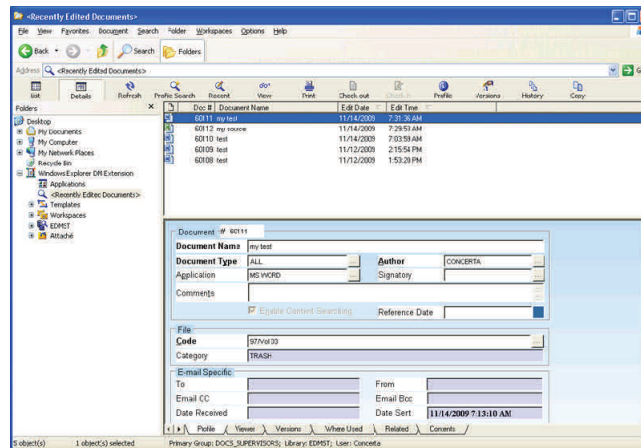 <Recently Edited Documents>
File Edit View Favorites Document Search Folder Workspaces Options Help
Back Search Folders
Address <Recently Edited Documents>
List Details Refresh Profile Search Recent View Print Check out Check in Profile Versions History Copy
Folders
Desktop
My Documents
My Computer
My Network Places
Recycle Bin
Windows Explorer DM Extension
Applications
<Recently Edited Documents>
Templates
Workspaces
EDMST
Attaché
Doc # Document Name Edit Date Edit Time
60111 my test 11/14/2009 7:31:36 AM
60112 my source 11/14/2009 7:29:53 AM
60110 test 11/14/2009 7:03:59 AM
60109 test 11/12/2009 2:15:54 PM
60108 test 11/12/2009 1:53:20 PM
Document # 60111
Document Name my test
Document Type ALL Author CONCERTA
Application MS WORD Signatory
Comments
Enable Content Searching Reference Date
File
Code 97/Vol 33
Category TRASH
E-mail Specific
To From
Email CC Email Bcc
Date Received Date Sert 11/14/2009 7:13:10 AM
Profile Viewer Versions Where Used Related Contents
5 object(s) 1 object(s) selected Primary Group: DOCS_SUPERVISORS; Library: EDMST; User: Concerta